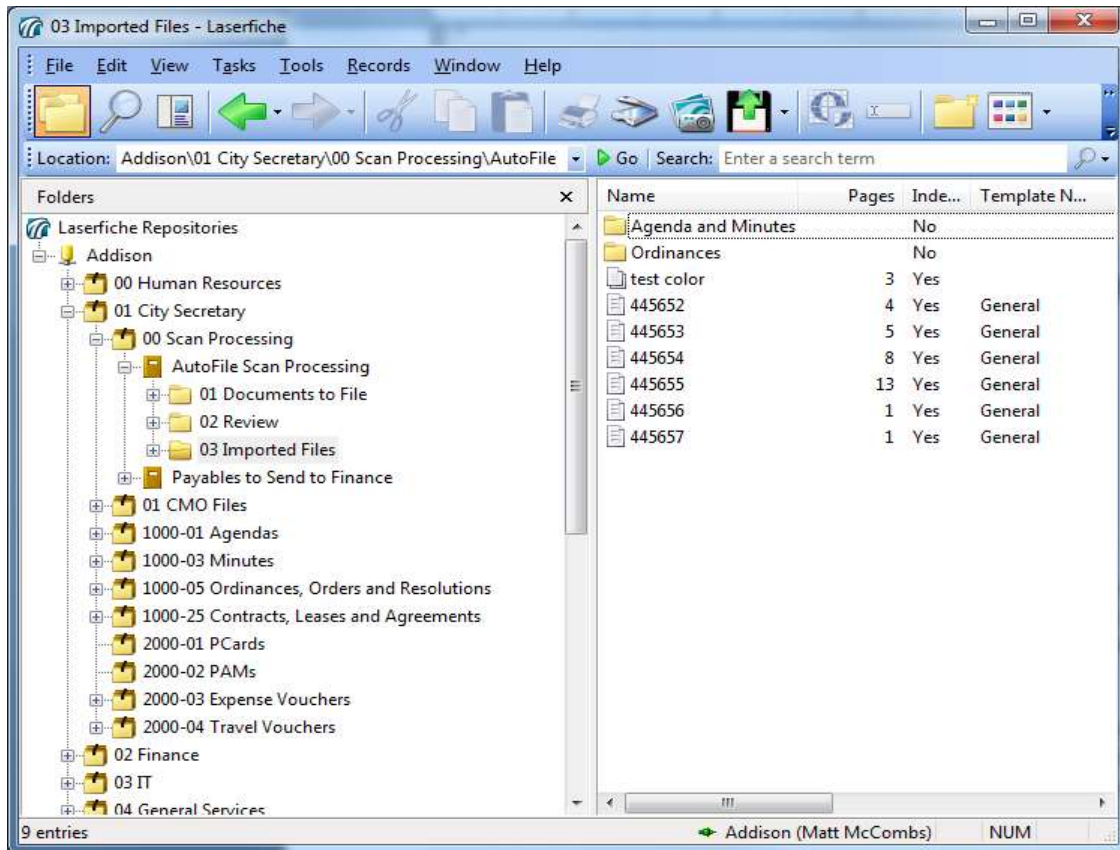 03 Imported Files - Laserfiche
File Edit View Tasks Tools Records Window Help
Location: Addison\01 City Secretary\00 Scan Processing\AutoFile Go Search: Enter a search term
Folders x
Laserfiche Repositories
Addison
00 Human Resources
01 City Secretary
00 Scan Processing
AutoFile Scan Processing
01 Documents to File
02 Review
03 Imported Files
Payables to Send to Finance
01 CMO Files
1000-01 Agendas
1000-03 Minutes
1000-05 Ordinances, Orders and Resolutions
1000-25 Contracts, Leases and Agreements
2000-01 PCards
2000-02 PAMs
2000-03 Expense Vouchers
2000-04 Travel Vouchers
02 Finance
03 IT
04 General Services
Name Pages Inde... Template N...
Agenda and Minutes No
Ordinances No
test color 3 Yes
445652 4 Yes General
445653 5 Yes General
445654 8 Yes General
445655 13 Yes General
445656 1 Yes General
445657 1 Yes General
9 entries Addison (Matt McCombs) NUM